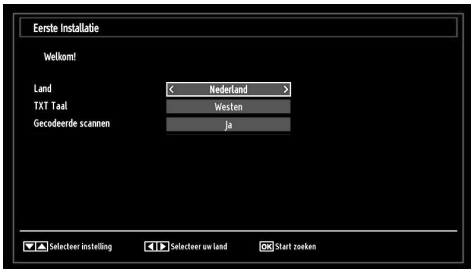 Eerste Installatie
Welkom!
Land < Nederland >
TXT Taal Westen
Gecodeerde scannen Ja
Selecteer instelling Selecteer uw land OK Start zoeken